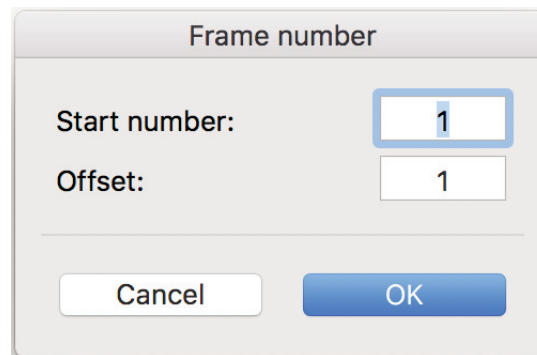 Frame number
Start number: 1
Offset: 1
Cancel OK